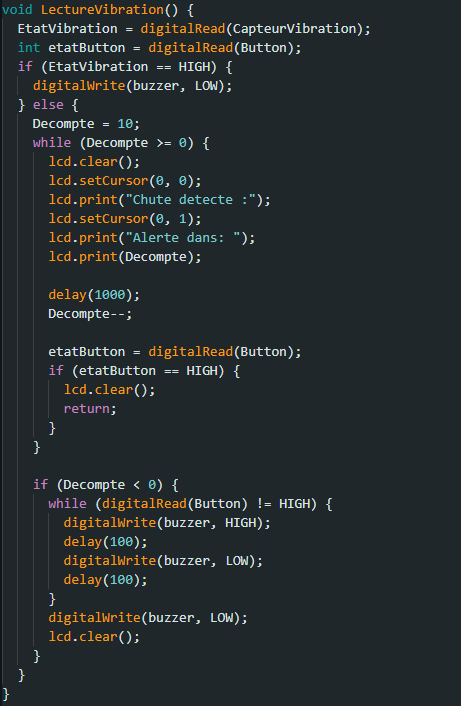 void LectureVibration() {
  EtatVibration = digitalRead(CapteurVibration);
  int etatButton = digitalRead(Button);
  if (EtatVibration == HIGH) {
    digitalWrite(buzzer, LOW);
  } else {
    Decompte = 10;
    while (Decompte >= 0) {
      lcd.clear();
      lcd.setCursor(0, 0);
      lcd.print("Chute detecte :");
      lcd.setCursor(0, 1);
      lcd.print("Alerte dans: ");
      lcd.print(Decompte);

      delay(1000);
      Decompte--;

      etatButton = digitalRead(Button);
      if (etatButton == HIGH) {
        lcd.clear();
        return;
      }
    }

    if (Decompte < 0) {
      while (digitalRead(Button) != HIGH) {
        digitalWrite(buzzer, HIGH);
        delay(100);
        digitalWrite(buzzer, LOW);
        delay(100);
      }
      digitalWrite(buzzer, LOW);
      lcd.clear();
    }
  }
}